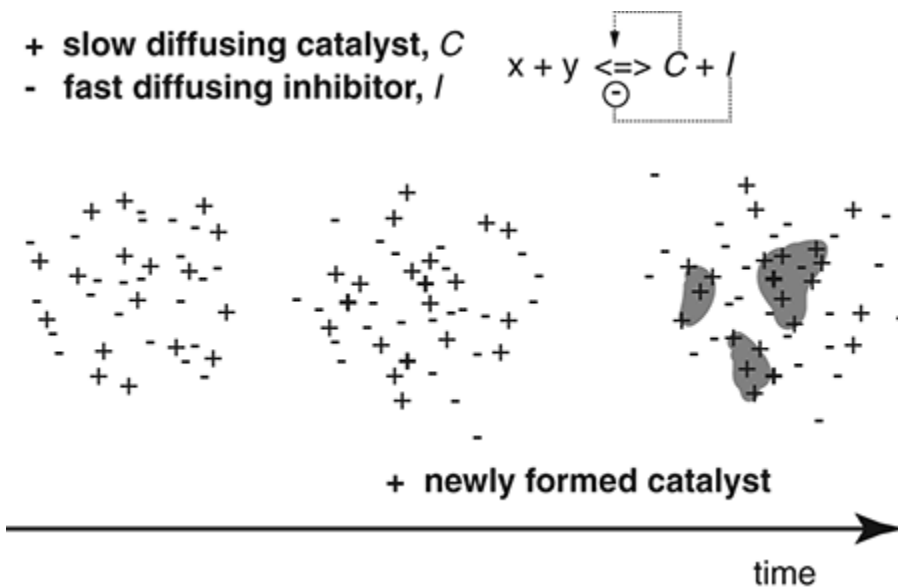 + slow diffusing catalyst, C
- fast diffusing inhibitor, I
x + y <=> C + I
-
+ newly formed catalyst
time